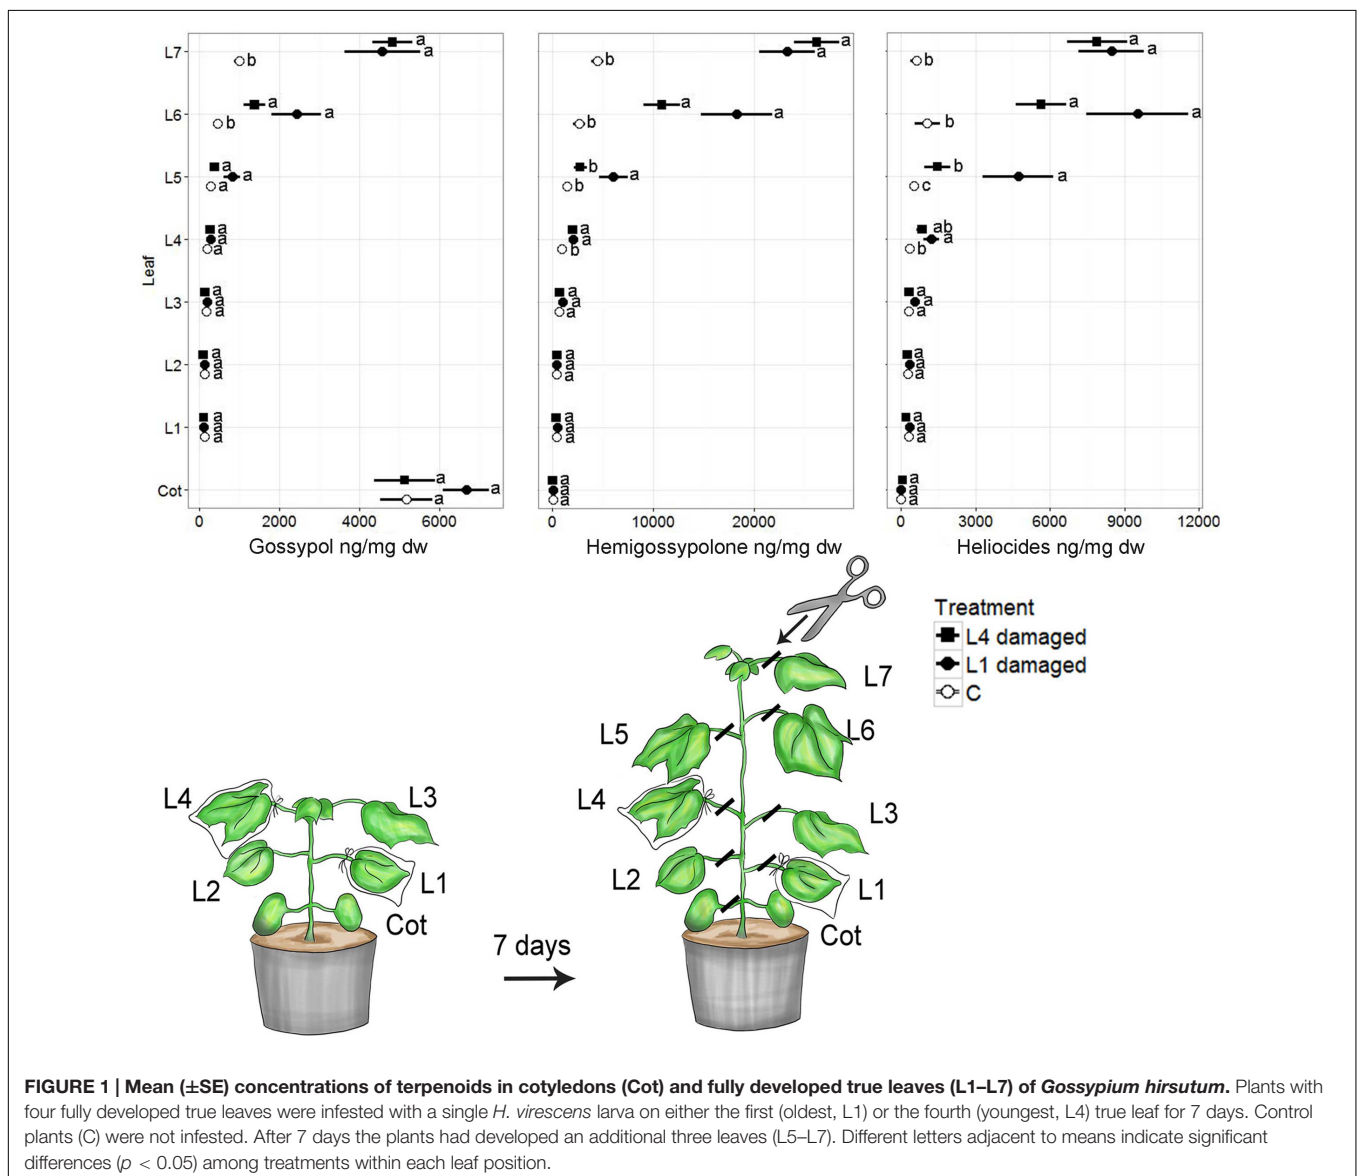 L7
a
a
b
L6
a
a
b
L5
a
a
a
L4
a
a
a
L3
a
a
a
L2
a
a
a
L1
a
a
a
Cot
a
a
a
Leaf
0 2000 4000 6000
Gossypol ng/mg dw
a
a
b
a
a
b
b
a
b
a
a
b
a
a
a
a
a
a
a
a
a
a
a
a
0 10000 20000
Hemigossypolone ng/mg dw
a
a
b
a
a
b
b
a
c
ab
a
b
a
a
a
a
a
a
a
a
a
a
a
a
0 3000 6000 9000 12000
Heliocides ng/mg dw
Treatment
L4 damaged
L1 damaged
C
L4
L3
L2
L1
Cot
7 days
L7
L5
L6
L4
L3
L2
L1
Cot
FIGURE 1 | Mean (±SE) concentrations of terpenoids in cotyledons (Cot) and fully developed true leaves (L1–L7) of Gossypium hirsutum. Plants with
four fully developed true leaves were infested with a single H. virescens larva on either the first (oldest, L1) or the fourth (youngest, L4) true leaf for 7 days. Control
plants (C) were not infested. After 7 days the plants had developed an additional three leaves (L5–L7). Different letters adjacent to means indicate significant
differences (p < 0.05) among treatments within each leaf position.